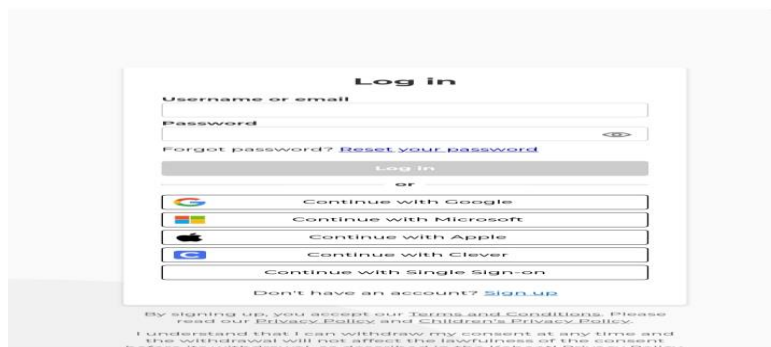 Log in
Username or email
Password
Forgot password? Reset your password
Log in
or
Continue with Google
Continue with Microsoft
Continue with Apple
C Continue with Clever
Continue with Single Sign-on
Don't have an account? Sign up
By signing up, you accept our Terms and Conditions. Please
read our Privacy Policy and Children's Privacy Policy.
I understand that I can withdraw my consent at any time and
the withdrawal will not affect the lawfulness of the consent